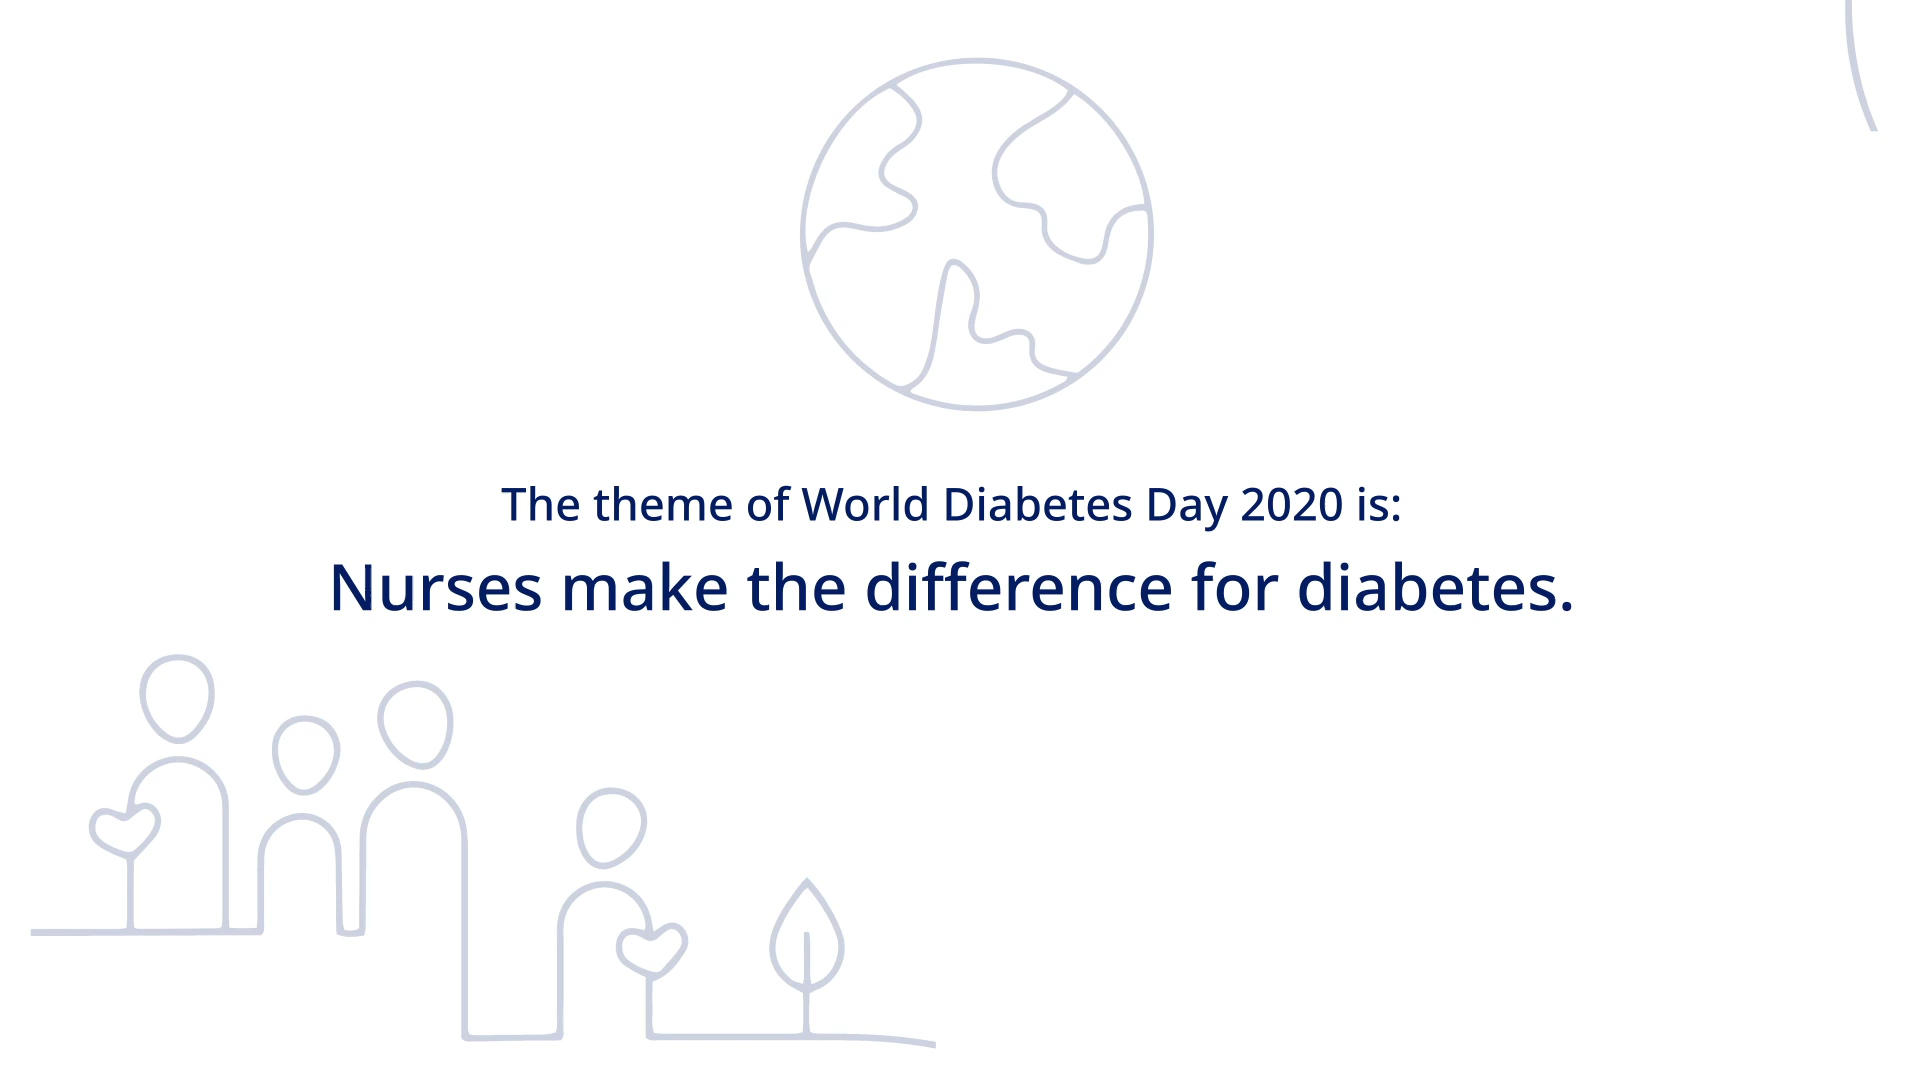 The theme of World Diabetes Day 2020 is:
Nurses make the difference for diabetes.